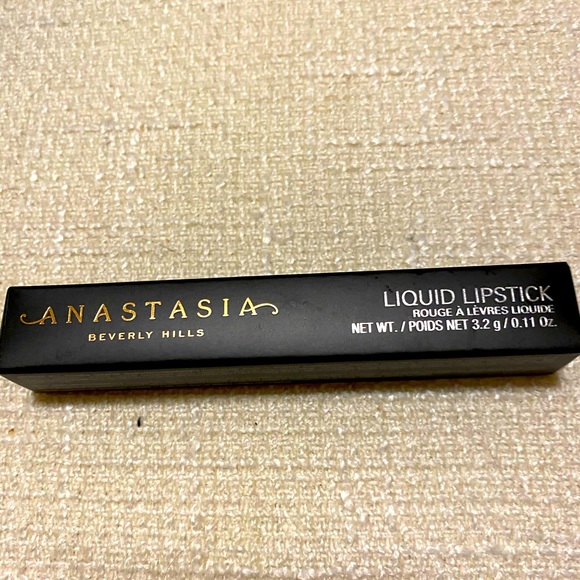 ANASTASIA
BEVERLY HILLS
LIQUID LIPSTICK
ROUGE À LÈVRES LIQUIDE
NET WT. / POIDS NET 3.2 g / 0.11 Oz.